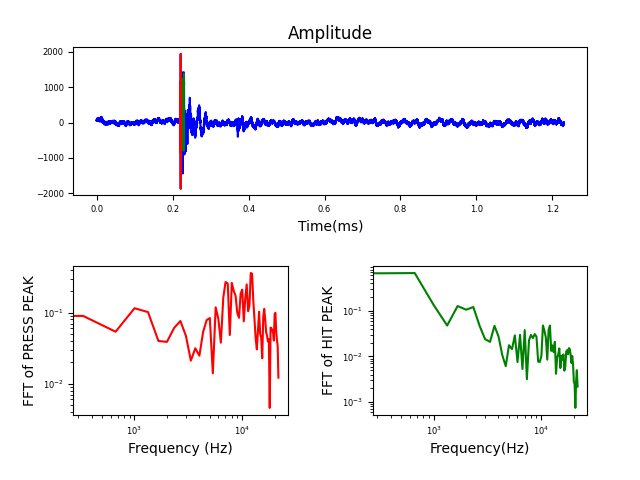 Amplitude
2000
1000
0
−1000
−2000
0.0 0.2 0.4 0.6 0.8 1.0 1.2
Time(ms)
FFT of PRESS PEAK
10⁻¹
10⁻²
10³ 10⁴
Frequency (Hz)
FFT of HIT PEAK
10⁻¹
10⁻²
10⁻³
10³ 10⁴
Frequency(Hz)